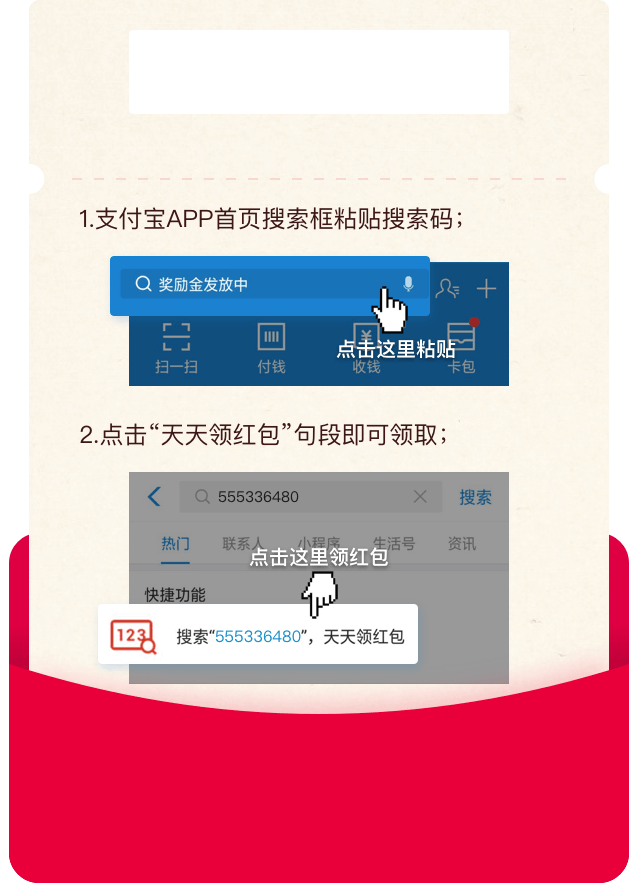 1.支付宝APP首页搜索框粘贴搜索码；
奖励金发放中
点击这里粘贴
扫一扫 付钱 收钱 卡包
2.点击“天天领红包”句段即可领取；
555336480 搜索
热门 联系人 小程序 生活号 资讯
点击这里领红包
快捷功能
123 搜索“555336480”，天天领红包